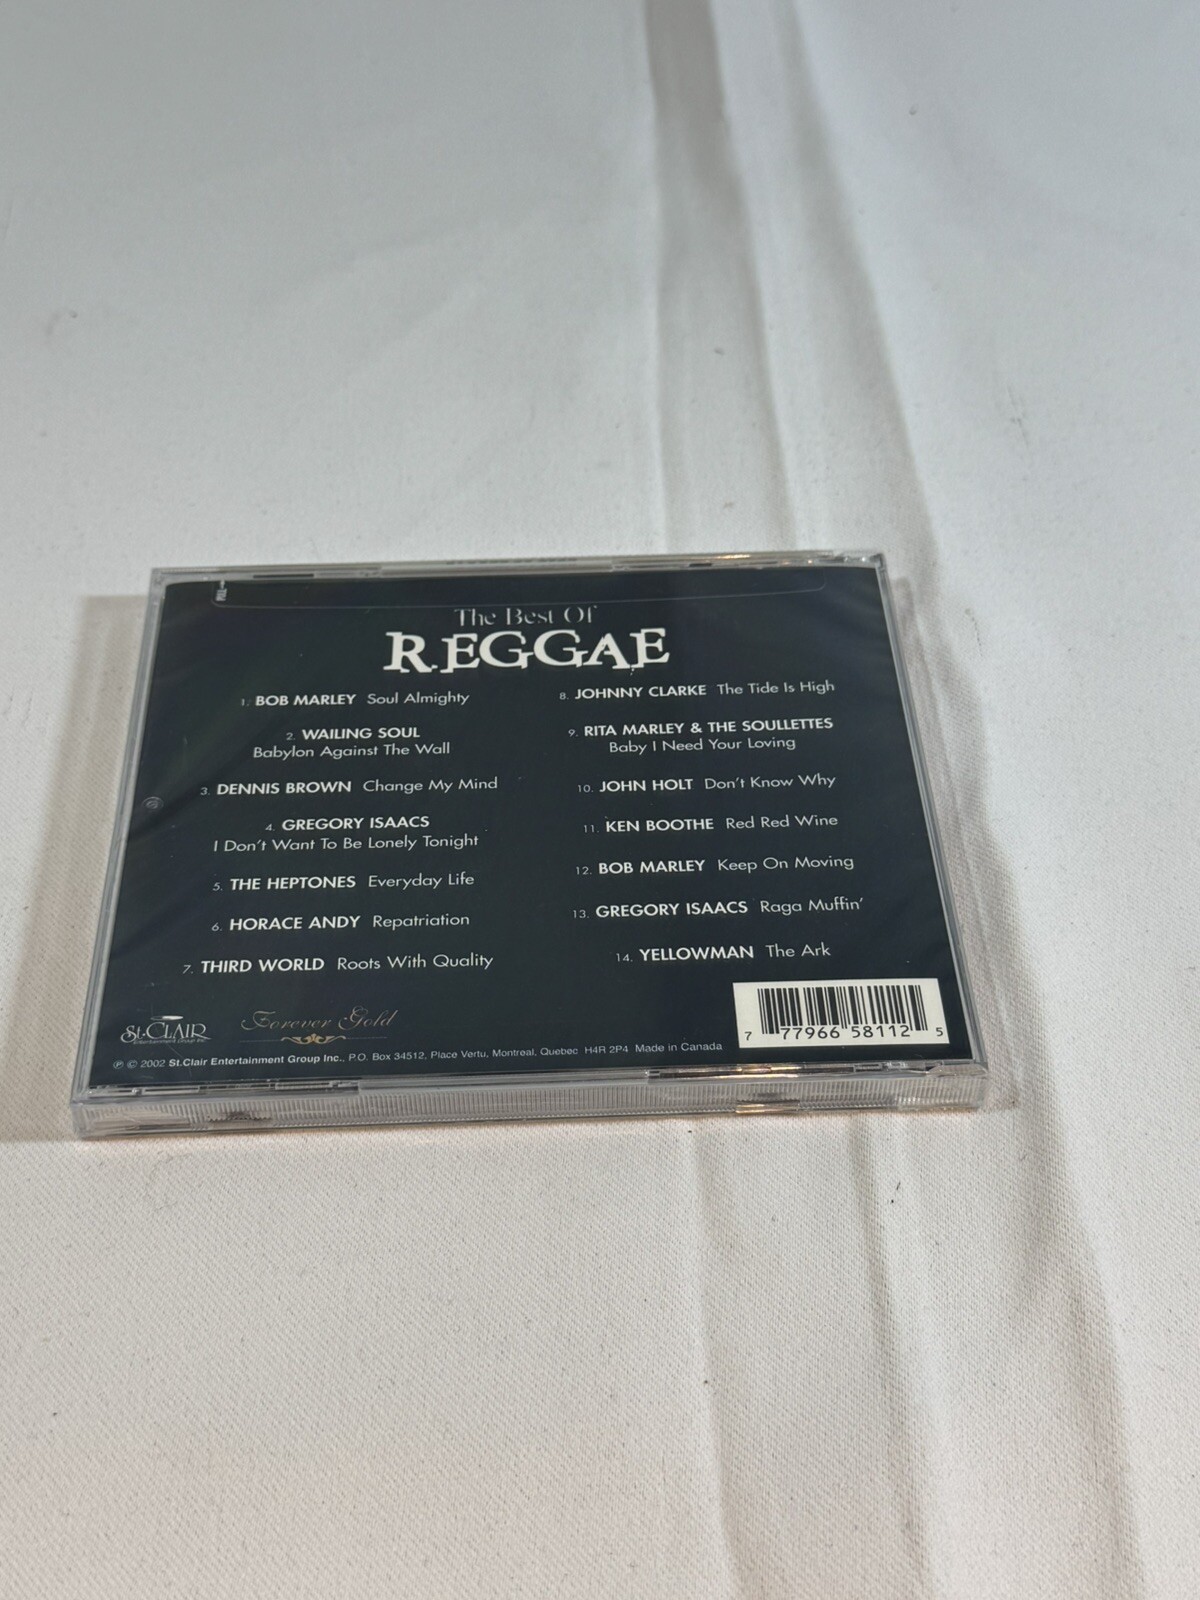 The Best Of
REGGAE
1. BOB MARLEY Soul Almighty
2. WAILING SOUL
Babylon Against The Wall
3. DENNIS BROWN Change My Mind
4. GREGORY ISAACS
I Don't Want To Be Lonely Tonight
5. THE HEPTONES Everyday Life
6. HORACE ANDY Repatriation
7. THIRD WORLD Roots With Quality
8. JOHNNY CLARKE The Tide Is High
9. RITA MARLEY & THE SOULLETTES
Baby I Need Your Loving
10. JOHN HOLT Don't Know Why
11. KEN BOOTHE Red Red Wine
12. BOB MARLEY Keep On Moving
13. GREGORY ISAACS Raga Muffin'
14. YELLOWMAN The Ark
St. CLAIR
Entertainment Group Inc.
Forever Gold
℗ © 2002 St.Clair Entertainment Group Inc., P.O. Box 34512, Place Vertu, Montreal, Quebec H4R 2P4 Made in Canada
7 77966 58112 5